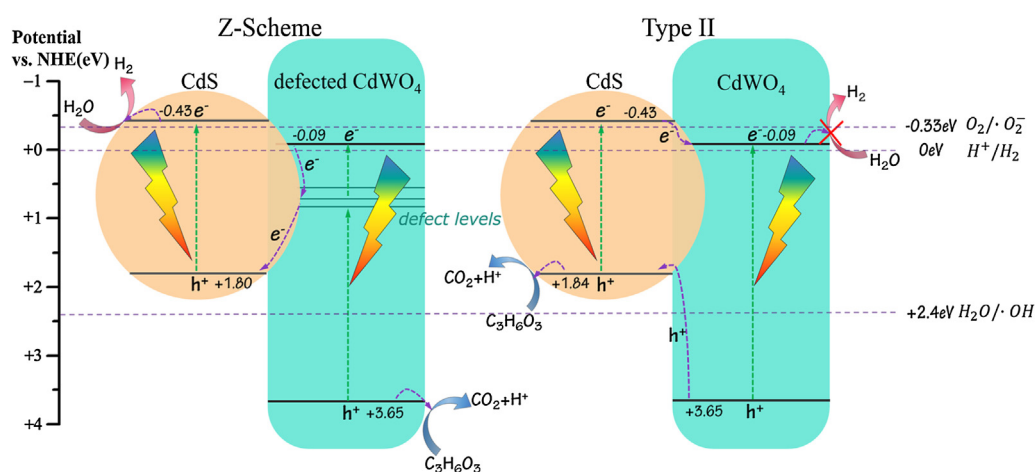 Z-Scheme
Type II
Potential
vs. NHE(eV)
−1
+0
+1
+2
+3
+4
H₂
H₂O
CdS
-0.43 e⁻
defected CdWO₄
-0.09 e⁻
e⁻
e⁻
defect levels
h⁺ +1.80
h⁺ +3.65
CO₂+H⁺
C₃H₆O₃
CdS
e⁻ -0.43
e⁻
CdWO₄
e⁻ -0.09
H₂
H₂O
CO₂+H⁺
+1.84 h⁺
C₃H₆O₃
h⁺
+3.65 h⁺
-0.33eV O₂/· O₂⁻
0eV H⁺/H₂
+2.4eV H₂O/· OH